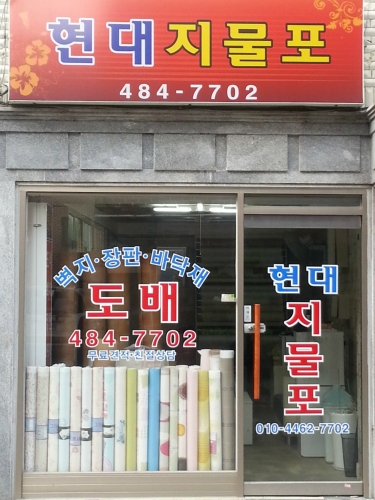 현대지물포
484-7702
벽지·장판·바닥재
도배
484-7702
무료견적·친절상담
현대
지물포
010-4462-7702